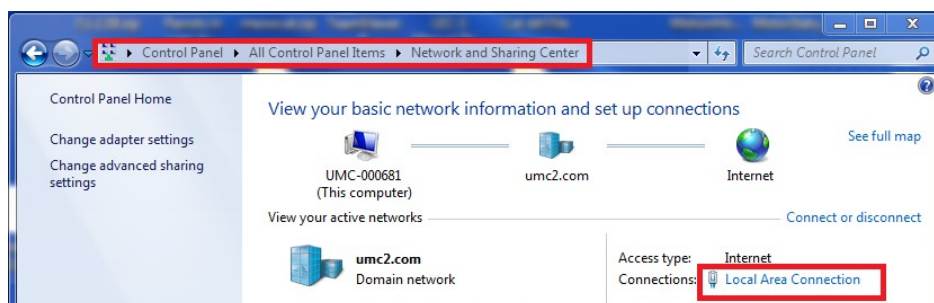 Control Panel ▸ All Control Panel Items ▸ Network and Sharing Center
Search Control Panel
Control Panel Home
Change adapter settings
Change advanced sharing
settings
View your basic network information and set up connections
See full map
UMC-000681
(This computer)
umc2.com
Internet
View your active networks
Connect or disconnect
umc2.com
Domain network
Access type: Internet
Connections: Local Area Connection